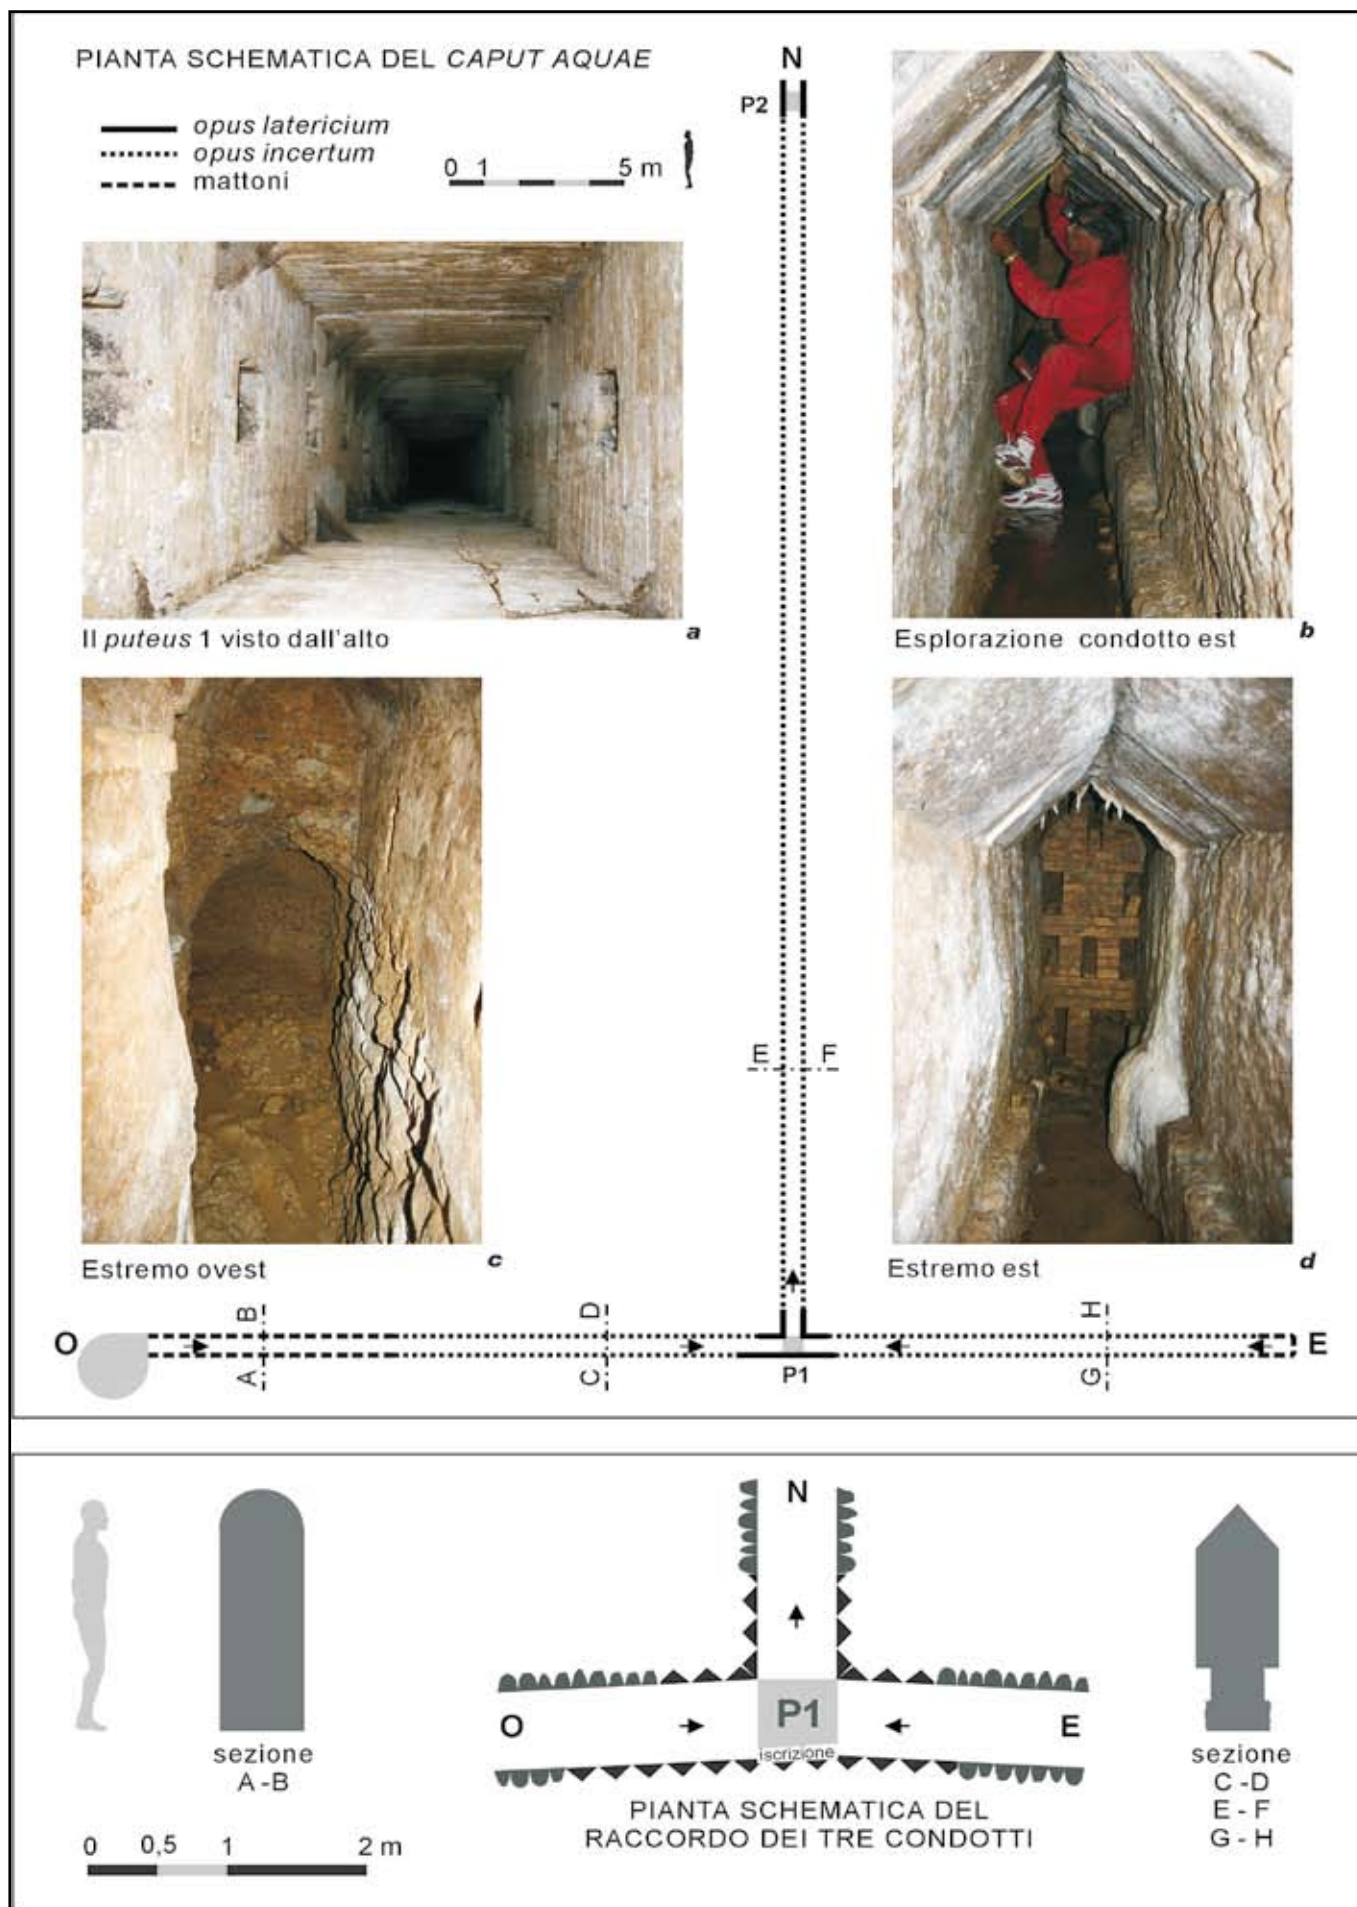 PIANTA SCHEMATICA DEL CAPUT AQUAE
opus latericium
opus incertum
mattoni
0 1 5 m
N
P2
Il puteus 1 visto dall'alto
a
Esplorazione condotto est
b
Estremo ovest
c
Estremo est
d
E F
O
B
A
D
C
P1
H
G
E
N
O
P1
E
iscrizione
sezione
A -B
sezione
C -D
E - F
G - H
PIANTA SCHEMATICA DEL
RACCORDO DEI TRE CONDOTTI
0 0,5 1 2 m